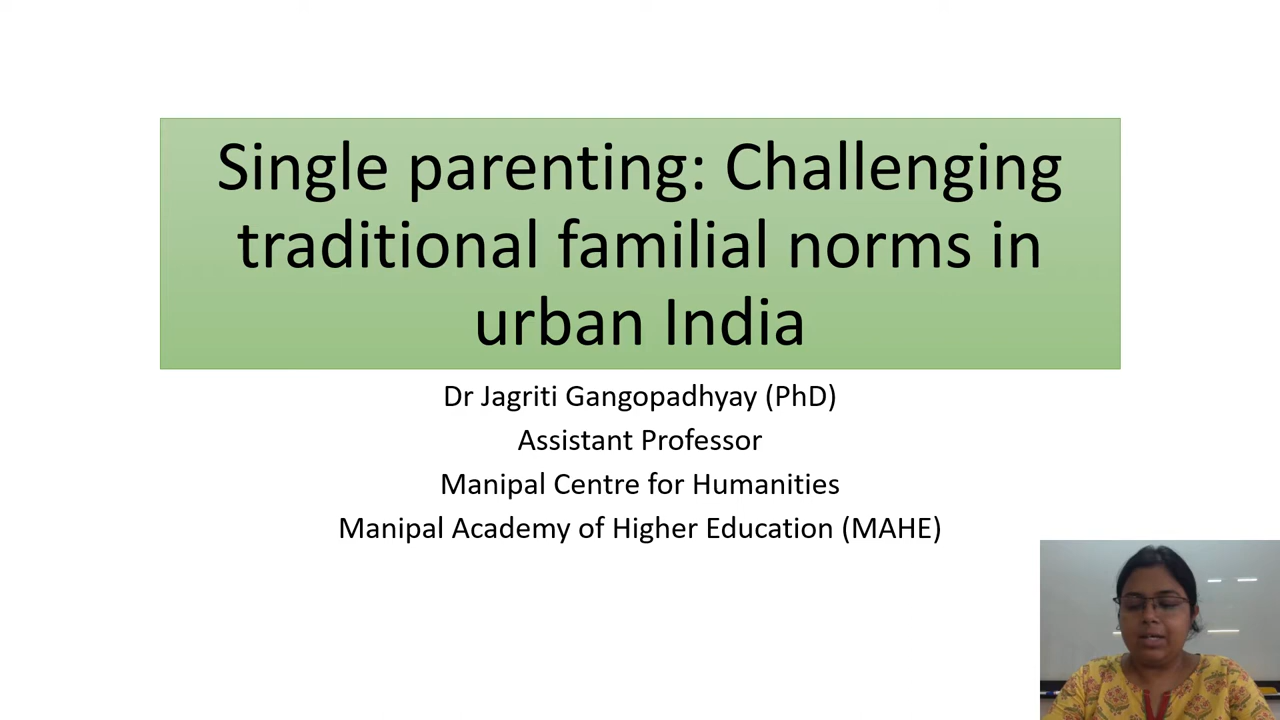 Single parenting: Challenging
traditional familial norms in
urban India
Dr Jagriti Gangopadhyay (PhD)
Assistant Professor
Manipal Centre for Humanities
Manipal Academy of Higher Education (MAHE)